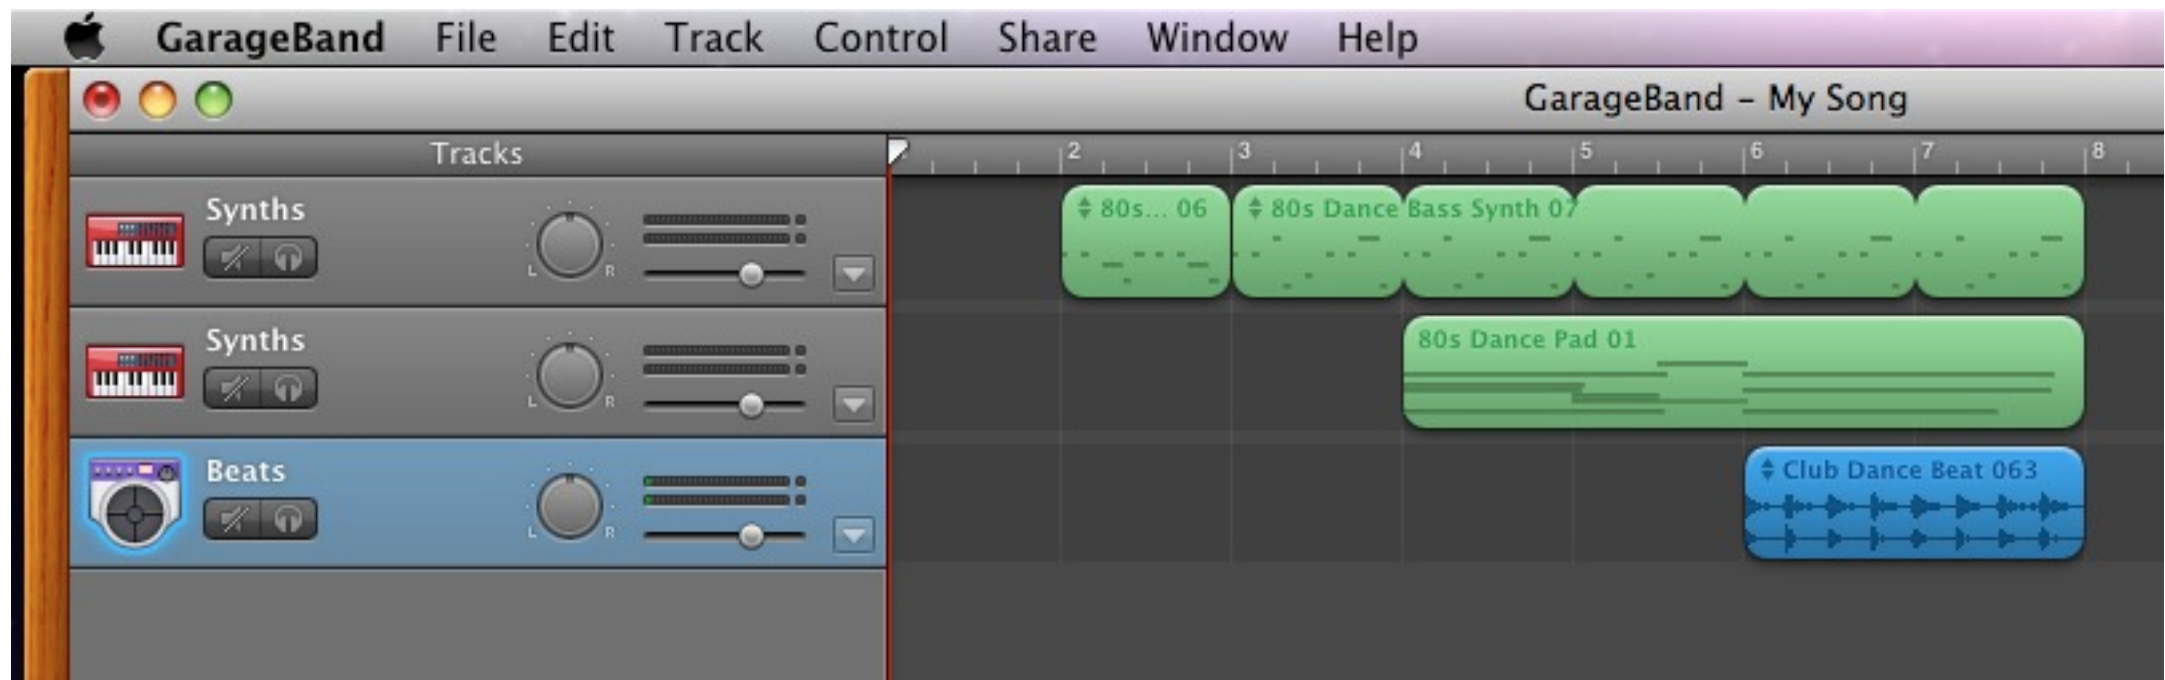 GarageBand File Edit Track Control Share Window Help
GarageBand – My Song
Tracks
2 3 4 5 6 7 8
Synths
L R
80s... 06
80s Dance Bass Synth 07
Synths
L R
80s Dance Pad 01
Beats
L R
Club Dance Beat 063